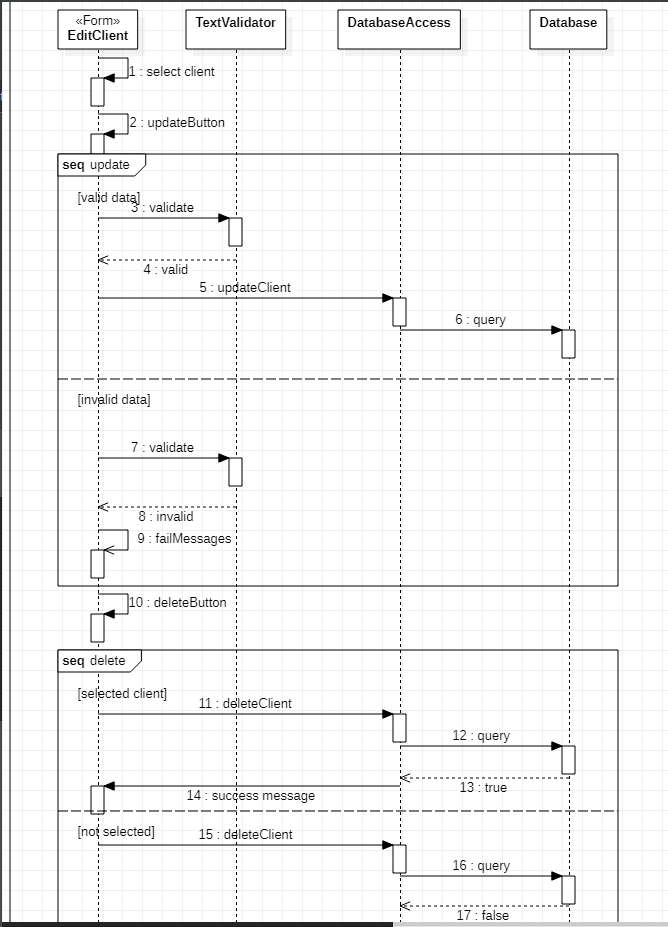 «Form»
EditClient
TextValidator
DatabaseAccess
Database
1 : select client
2 : updateButton
seq update
[valid data]
3 : validate
4 : valid
5 : updateClient
6 : query
[invalid data]
7 : validate
8 : invalid
9 : failMessages
10 : deleteButton
seq delete
[selected client]
11 : deleteClient
12 : query
13 : true
14 : success message
[not selected]
15 : deleteClient
16 : query
17 : false